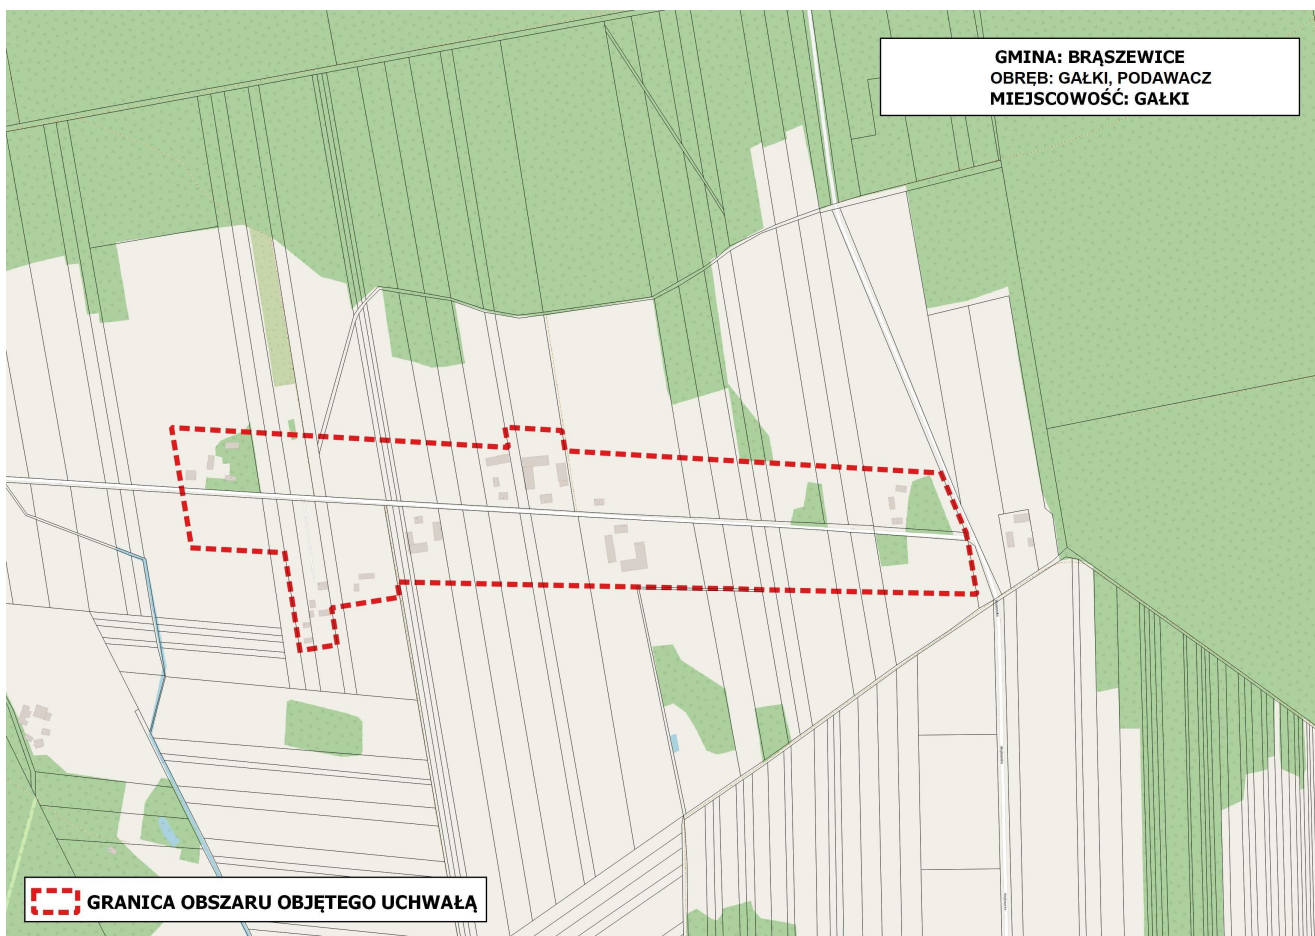 GMINA: BRĄSZEWICE
OBRĘB: GAŁKI, PODAWACZ
MIEJSCOWOŚĆ: GAŁKI
GRANICA OBSZARU OBJĘTEGO UCHWAŁĄ